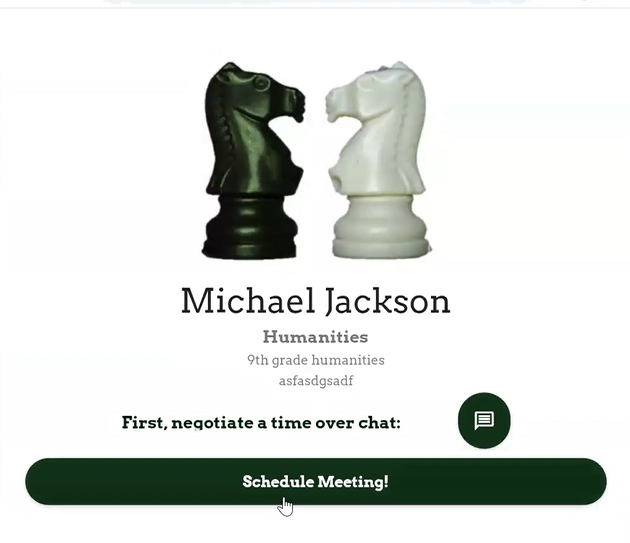 Michael Jackson
Humanities
9th grade humanities
asfasdgsadf
First, negotiate a time over chat:
Schedule Meeting!